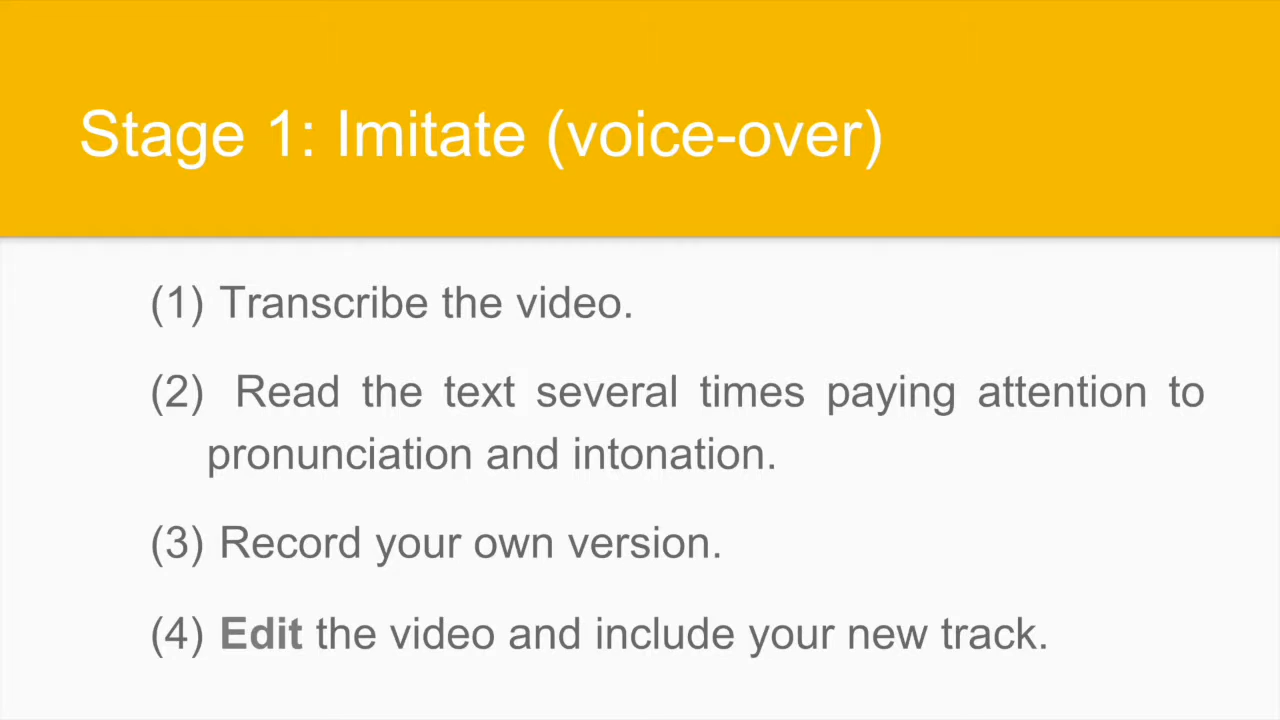 Stage 1: Imitate (voice-over)
(1) Transcribe the video.
(2) Read the text several times paying attention to
pronunciation and intonation.
(3) Record your own version.
(4) Edit the video and include your new track.